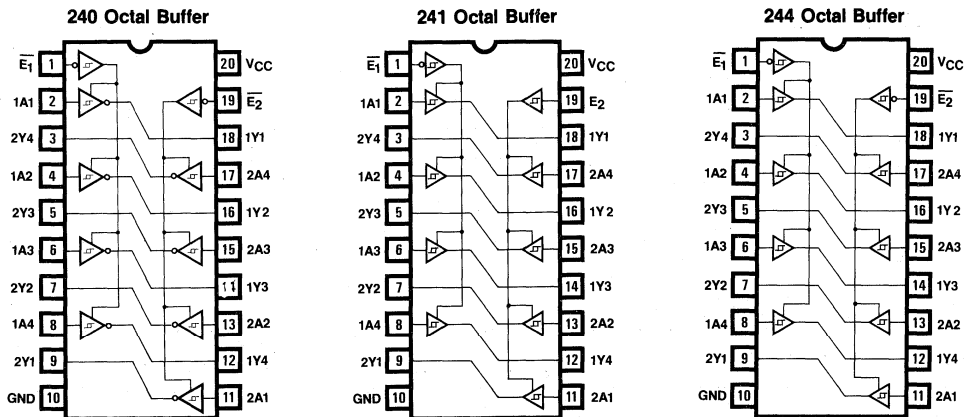 240 Octal Buffer
E̅1 1 20 VCC
1A1 2 19 E̅2
2Y4 3 18 1Y1
1A2 4 17 2A4
2Y3 5 16 1Y2
1A3 6 15 2A3
2Y2 7 11 1Y3
1A4 8 13 2A2
2Y1 9 12 1Y4
GND 10 11 2A1
241 Octal Buffer
E̅1 1 20 VCC
1A1 2 19 E2
2Y4 3 18 1Y1
1A2 4 17 2A4
2Y3 5 16 1Y2
1A3 6 15 2A3
2Y2 7 14 1Y3
1A4 8 13 2A2
2Y1 9 12 1Y4
GND 10 11 2A1
244 Octal Buffer
E̅1 1 20 VCC
1A1 2 19 E̅2
2Y4 3 18 1Y1
1A2 4 17 2A4
2Y3 5 16 1Y2
1A3 6 15 2A3
2Y2 7 14 1Y3
1A4 8 13 2A2
2Y1 9 12 1Y4
GND 10 11 2A1